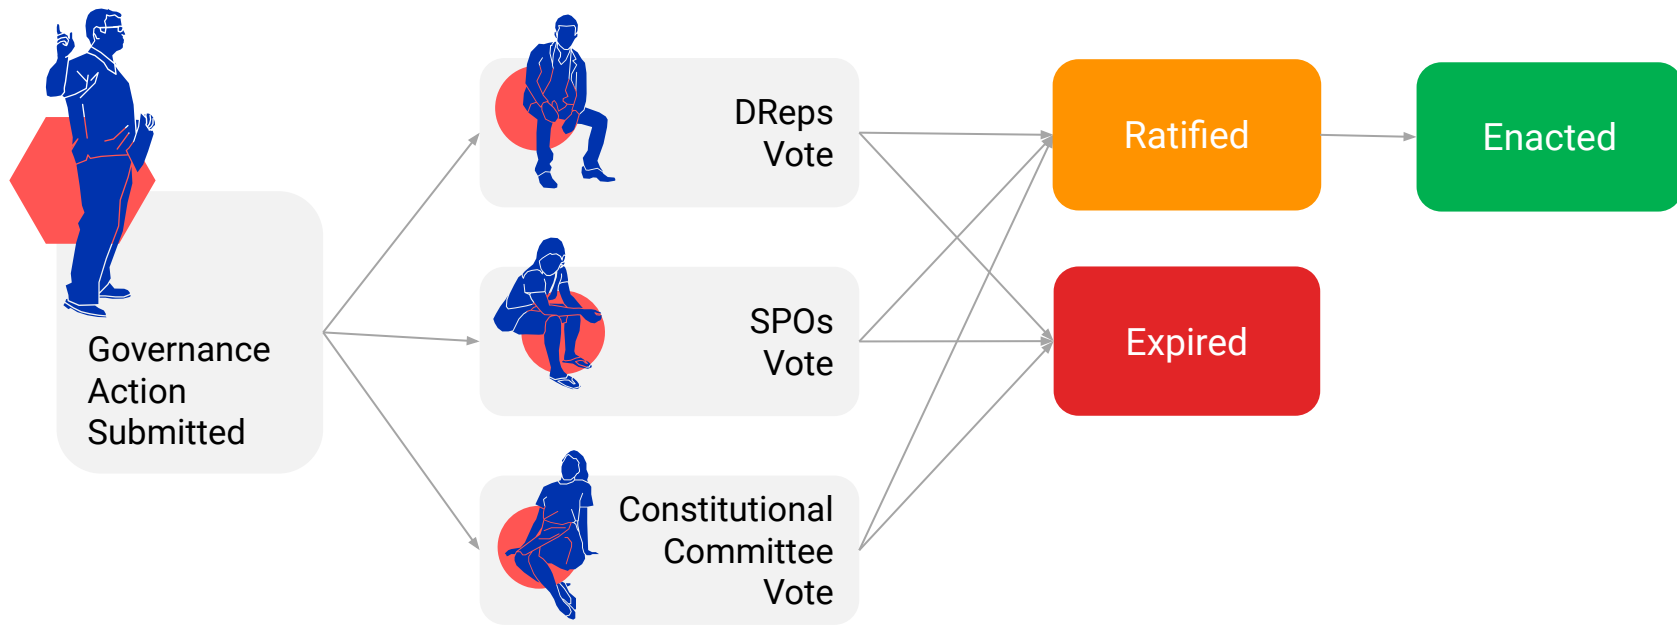 Governance
Action
Submitted
DReps
Vote
SPOs
Vote
Constitutional
Committee
Vote
Ratified
Expired
Enacted